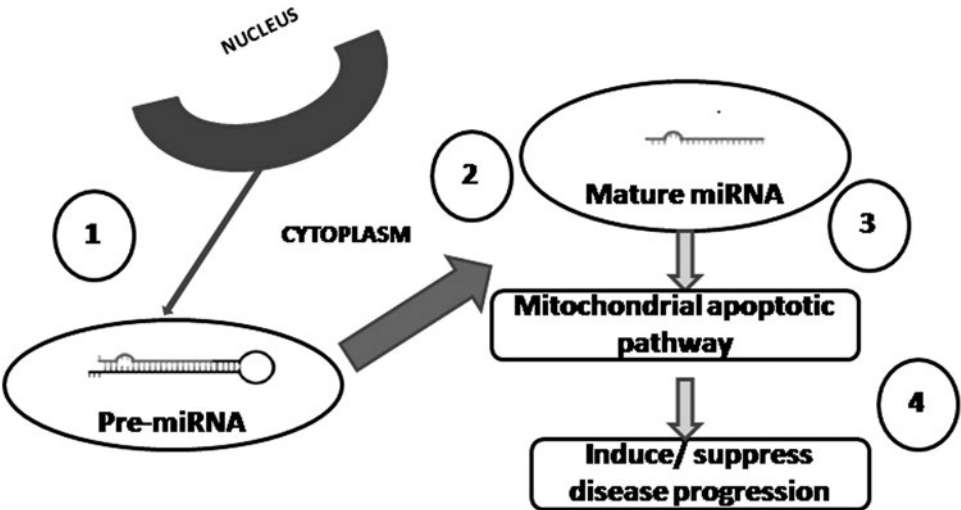 NUCLEUS
1
2
Mature miRNA
3
CYTOPLASM
Mitochondrial apoptotic
pathway
Pre-miRNA
4
Induce/ suppress
disease progression